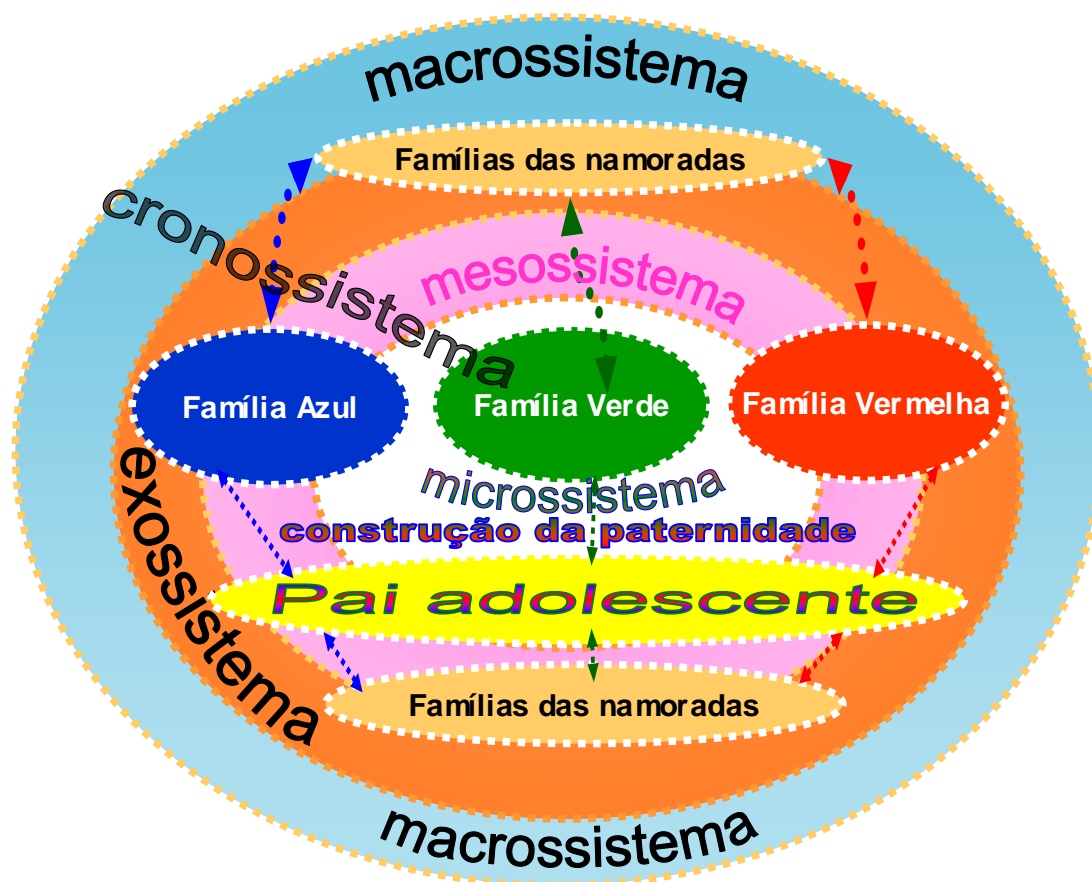 macrossistema
Famílias das namoradas
cronossistema
mesossistema
Família Azul
Família Verde
Família Vermelha
microssistema
construção da paternidade
exossistema
Pai adolescente
Famílias das namoradas
macrossistema